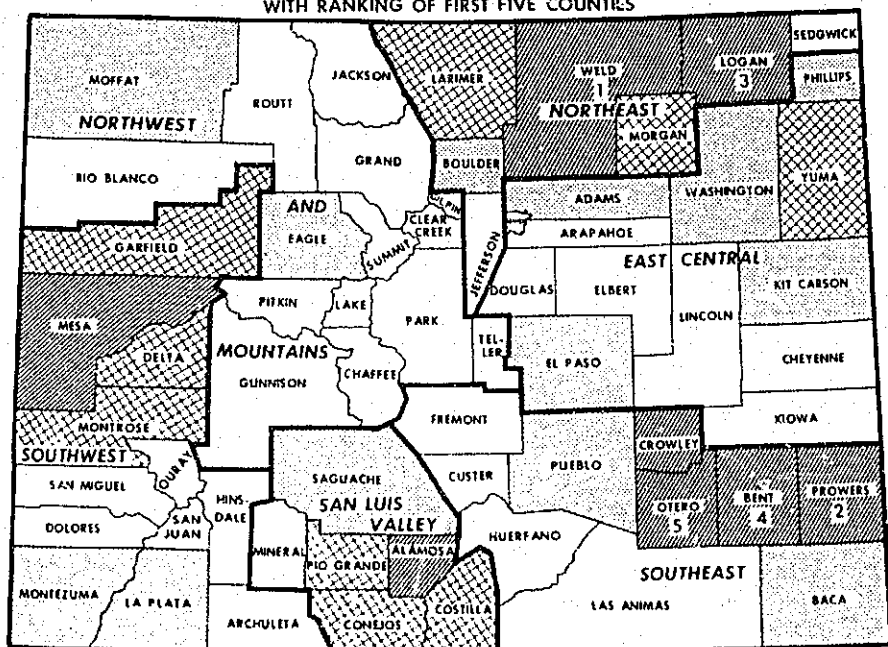 WITH RANKING OF FIRST FIVE COUNTIES
SEDGWICK
LOGAN
3
WELD
1
LARIMER
JACKSON
MOFFAT
ROUTT
PHILLIPS
NORTHEAST
NORTHWEST
MORGAN
GRAND
BOULDER
RIO BLANCO
WASHINGTON
YUMA
ADAMS
GILPIN
CLEAR
CREEK
AND
EAGLE
ARAPAHOE
GARFIELD
SUMMIT
JEFFERSON
EAST CENTRAL
DOUGLAS
ELBERT
KIT CARSON
PITKIN
LAKE
PARK
LINCOLN
MESA
DELTA
TEL-
LER
MOUNTAINS
EL PASO
CHEYENNE
GUNNISON
CHAFFEE
FREMONT
KIOWA
MONTROSE
CROWLEY
SOUTHWEST
OURAY
SAGUACHE
CUSTER
PUEBLO
SAN MIGUEL
HINS-
DALE
SAN LUIS
VALLEY
OTERO
5
BENT
4
PROWERS
2
DOLORES
SAN
JUAN
MINERAL
RIO GRANDE
ALAMOSA
HUERFANO
SOUTHEAST
MONTEZUMA
LA PLATA
ARCHULETA
CONEJOS
COSTILLA
LAS ANIMAS
BACA